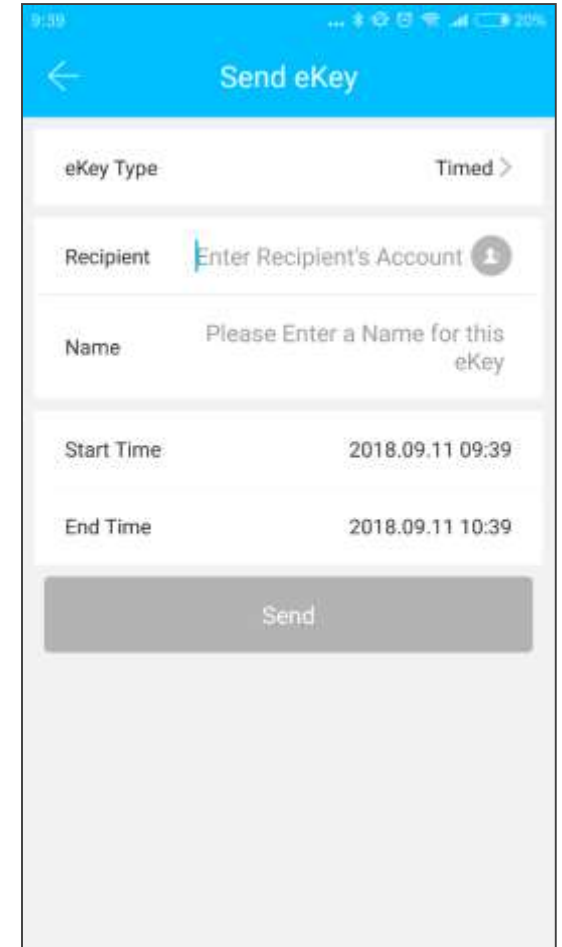 9:39 ... 20%
Send eKey
eKey Type Timed >
Recipient Enter Recipient's Account
Name Please Enter a Name for this
eKey
Start Time 2018.09.11 09:39
End Time 2018.09.11 10:39
Send